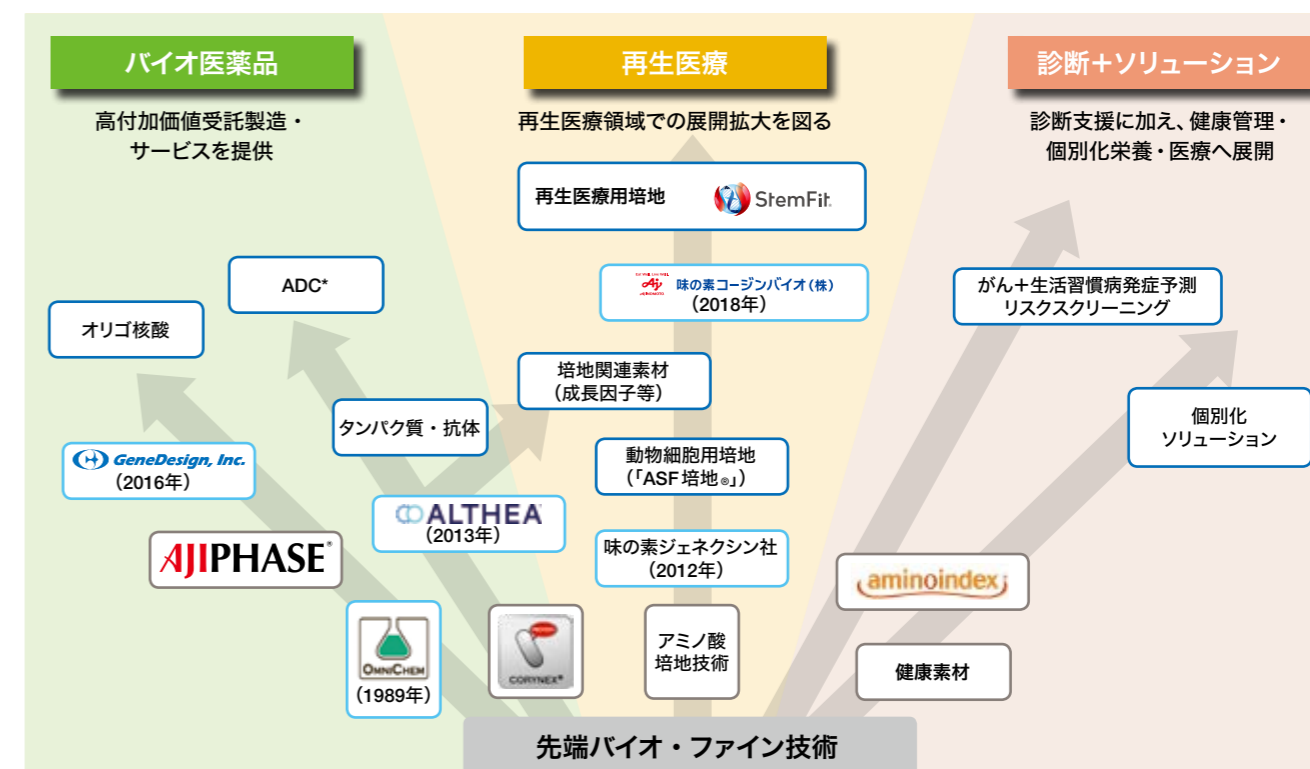 バイオ医薬品
高付加価値受託製造・
サービスを提供
ADC*
オリゴ核酸
タンパク質・抗体
GeneDesign, Inc.
(2016年)
ALTHEA
(2013年)
AJIPHASE®
OMNICHEM
(1989年)
再生医療
再生医療領域での展開拡大を図る
再生医療用培地 StemFit®
味の素コージンバイオ(株)
(2018年)
培地関連素材
(成長因子等)
動物細胞用培地
(「ASF培地®」)
味の素ジェネクシン社
(2012年)
CORYNEX®
アミノ酸
培地技術
診断+ソリューション
診断支援に加え、健康管理・
個別化栄養・医療へ展開
がん+生活習慣病発症予測
リスクスクリーニング
個別化
ソリューション
aminoindex
健康素材
先端バイオ・ファイン技術